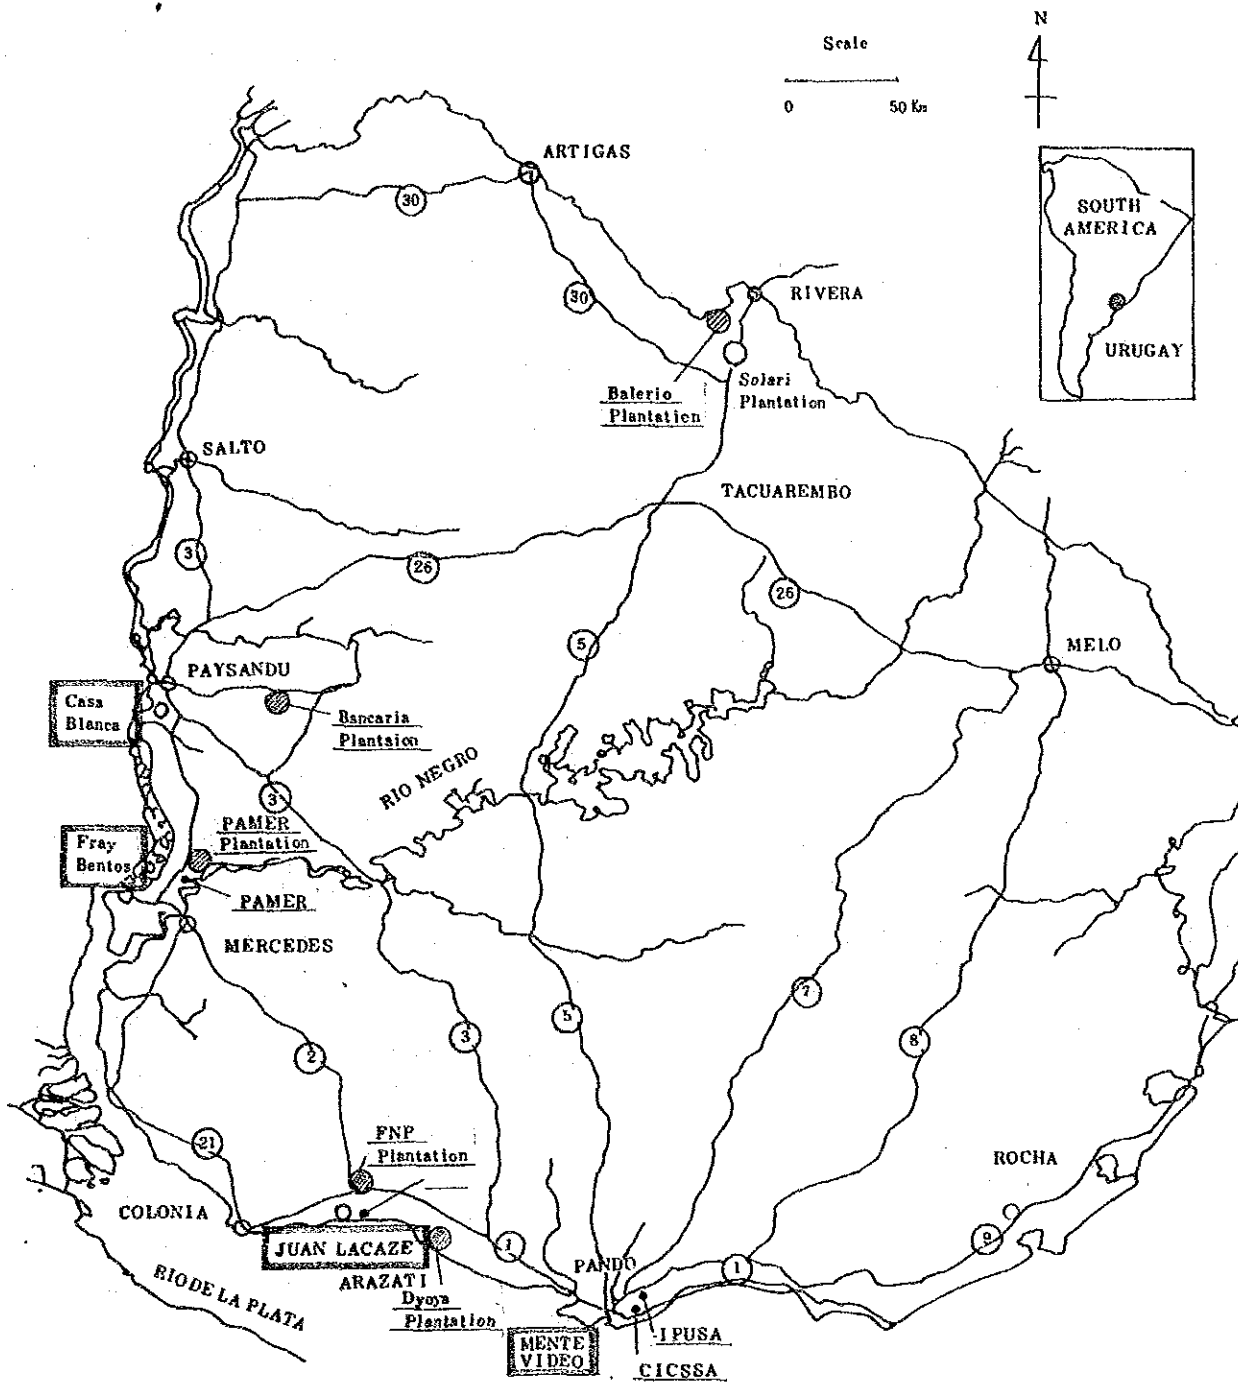 Scale
N
0 50 Km
ARTIGAS
30
SOUTH
AMERICA
30
RIVERA
URUGAY
Balerio
Plantation
Solari
Plantation
SALTO
TACUAREMBO
3
26
26
5
MELO
PAYSANDU
Casa
Blanca
Bancaria
Plantaion
RIO NEGRO
3
PAMER
Plantation
Fray
Bentos
PAMER
MERCEDES
7
5
3
8
2
FNP
Plantation
21
ROCHA
COLONIA
JUAN LACAZE
1
9
PANDO
1
ARAZATI
RIO DE LA PLATA
Dyoya
Plantation
MENTE
VIDEO
IPUSA
CICSSA